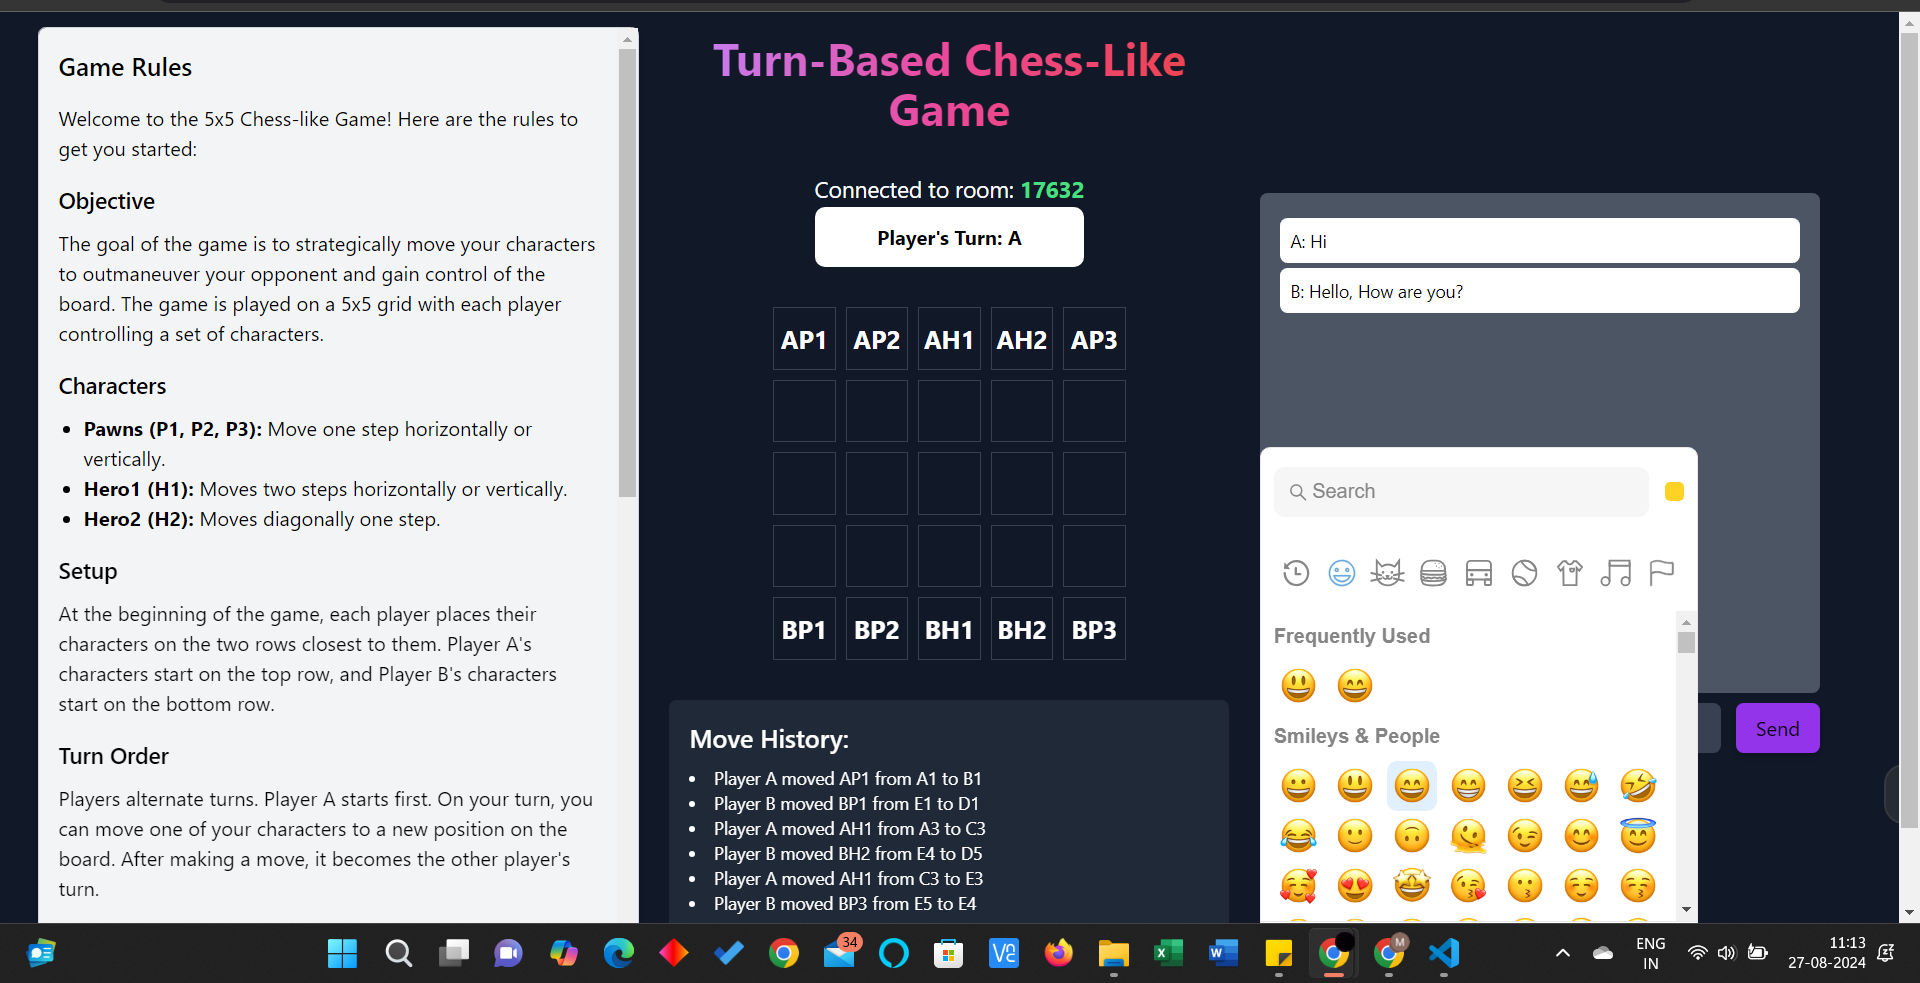 Game Rules
Welcome to the 5x5 Chess-like Game! Here are the rules to
get you started:
Objective
The goal of the game is to strategically move your characters
to outmaneuver your opponent and gain control of the
board. The game is played on a 5x5 grid with each player
controlling a set of characters.
Characters
Pawns (P1, P2, P3): Move one step horizontally or
vertically.
Hero1 (H1): Moves two steps horizontally or vertically.
Hero2 (H2): Moves diagonally one step.
Setup
At the beginning of the game, each player places their
characters on the two rows closest to them. Player A's
characters start on the top row, and Player B's characters
start on the bottom row.
Turn Order
Players alternate turns. Player A starts first. On your turn, you
can move one of your characters to a new position on the
board. After making a move, it becomes the other player's
turn.
Turn-Based Chess-Like
Game
Connected to room: 17632
Player's Turn: A
AP1 AP2 AH1 AH2 AP3
BP1 BP2 BH1 BH2 BP3
Move History:
Player A moved AP1 from A1 to B1
Player B moved BP1 from E1 to D1
Player A moved AH1 from A3 to C3
Player B moved BH2 from E4 to D5
Player A moved AH1 from C3 to E3
Player B moved BP3 from E5 to E4
A: Hi
B: Hello, How are you?
Search
Frequently Used
Smileys & People
Send
34
M
ENG
IN
11:13
27-08-2024